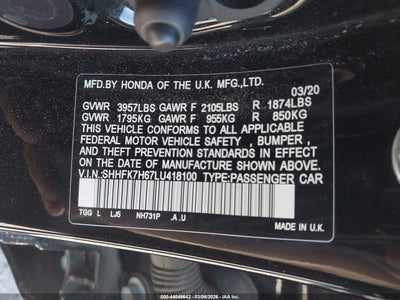 MFD.BY HONDA OF THE U.K. MFG.,LTD.
03/20
GVWR 3957LBS GAWR F 2105LBS R 1874LBS
GVWR 1795KG GAWR F 955KG R 850KG
THIS VEHICLE CONFORMS TO ALL APPLICABLE
FEDERAL MOTOR VEHICLE SAFETY , BUMPER ,
AND THEFT PREVENTION STANDARDS IN EFFECT ON
THE DATE OF MANUFACTURE SHOWN ABOVE.
V.I.N.:SHHFK7H67LU418100 TYPE:PASSENGER CAR
TGG L LJ5 NH731P .A.U
MADE IN U.K.
000-44548642 - 03/06/2026 - IAA Inc.